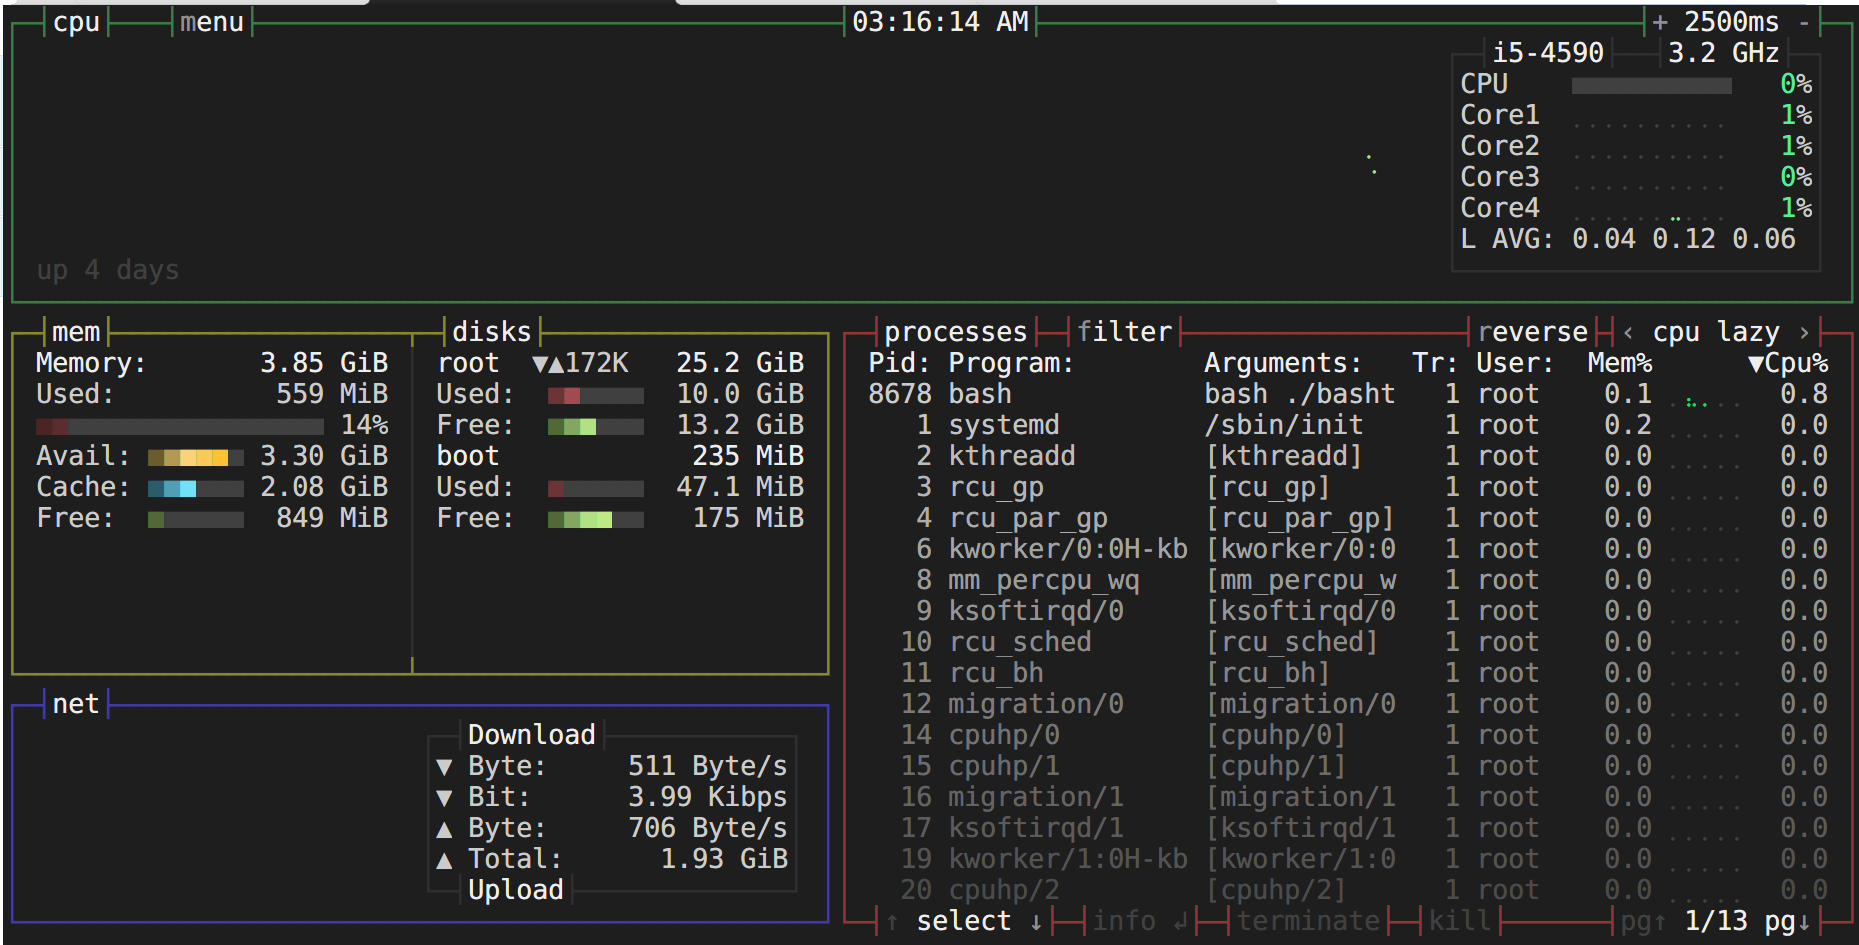 cpu menu 03:16:14 AM + 2500ms -
i5-4590 3.2 GHz
CPU 0%
Core1 1%
Core2 1%
Core3 0%
Core4 1%
L AVG: 0.04 0.12 0.06
up 4 days
mem
Memory: 3.85 GiB
Used: 559 MiB
14%
Avail: 3.30 GiB
Cache: 2.08 GiB
Free: 849 MiB
disks
root ▼▲172K 25.2 GiB
Used: 10.0 GiB
Free: 13.2 GiB
boot 235 MiB
Used: 47.1 MiB
Free: 175 MiB
net
Download
▼ Byte: 511 Byte/s
▼ Bit: 3.99 Kibps
▲ Byte: 706 Byte/s
▲ Total: 1.93 GiB
Upload
processes filter reverse ‹ cpu lazy ›
Pid: Program: Arguments: Tr: User: Mem% ▼Cpu%
8678 bash bash ./basht 1 root 0.1 0.8
1 systemd /sbin/init 1 root 0.2 0.0
2 kthreadd [kthreadd] 1 root 0.0 0.0
3 rcu_gp [rcu_gp] 1 root 0.0 0.0
4 rcu_par_gp [rcu_par_gp] 1 root 0.0 0.0
6 kworker/0:0H-kb [kworker/0:0 1 root 0.0 0.0
8 mm_percpu_wq [mm_percpu_w 1 root 0.0 0.0
9 ksoftirqd/0 [ksoftirqd/0 1 root 0.0 0.0
10 rcu_sched [rcu_sched] 1 root 0.0 0.0
11 rcu_bh [rcu_bh] 1 root 0.0 0.0
12 migration/0 [migration/0 1 root 0.0 0.0
14 cpuhp/0 [cpuhp/0] 1 root 0.0 0.0
15 cpuhp/1 [cpuhp/1] 1 root 0.0 0.0
16 migration/1 [migration/1 1 root 0.0 0.0
17 ksoftirqd/1 [ksoftirqd/1 1 root 0.0 0.0
19 kworker/1:0H-kb [kworker/1:0 1 root 0.0 0.0
20 cpuhp/2 [cpuhp/2] 1 root 0.0 0.0
↑ select ↓ info ↲ terminate kill pg↑ 1/13 pg↓